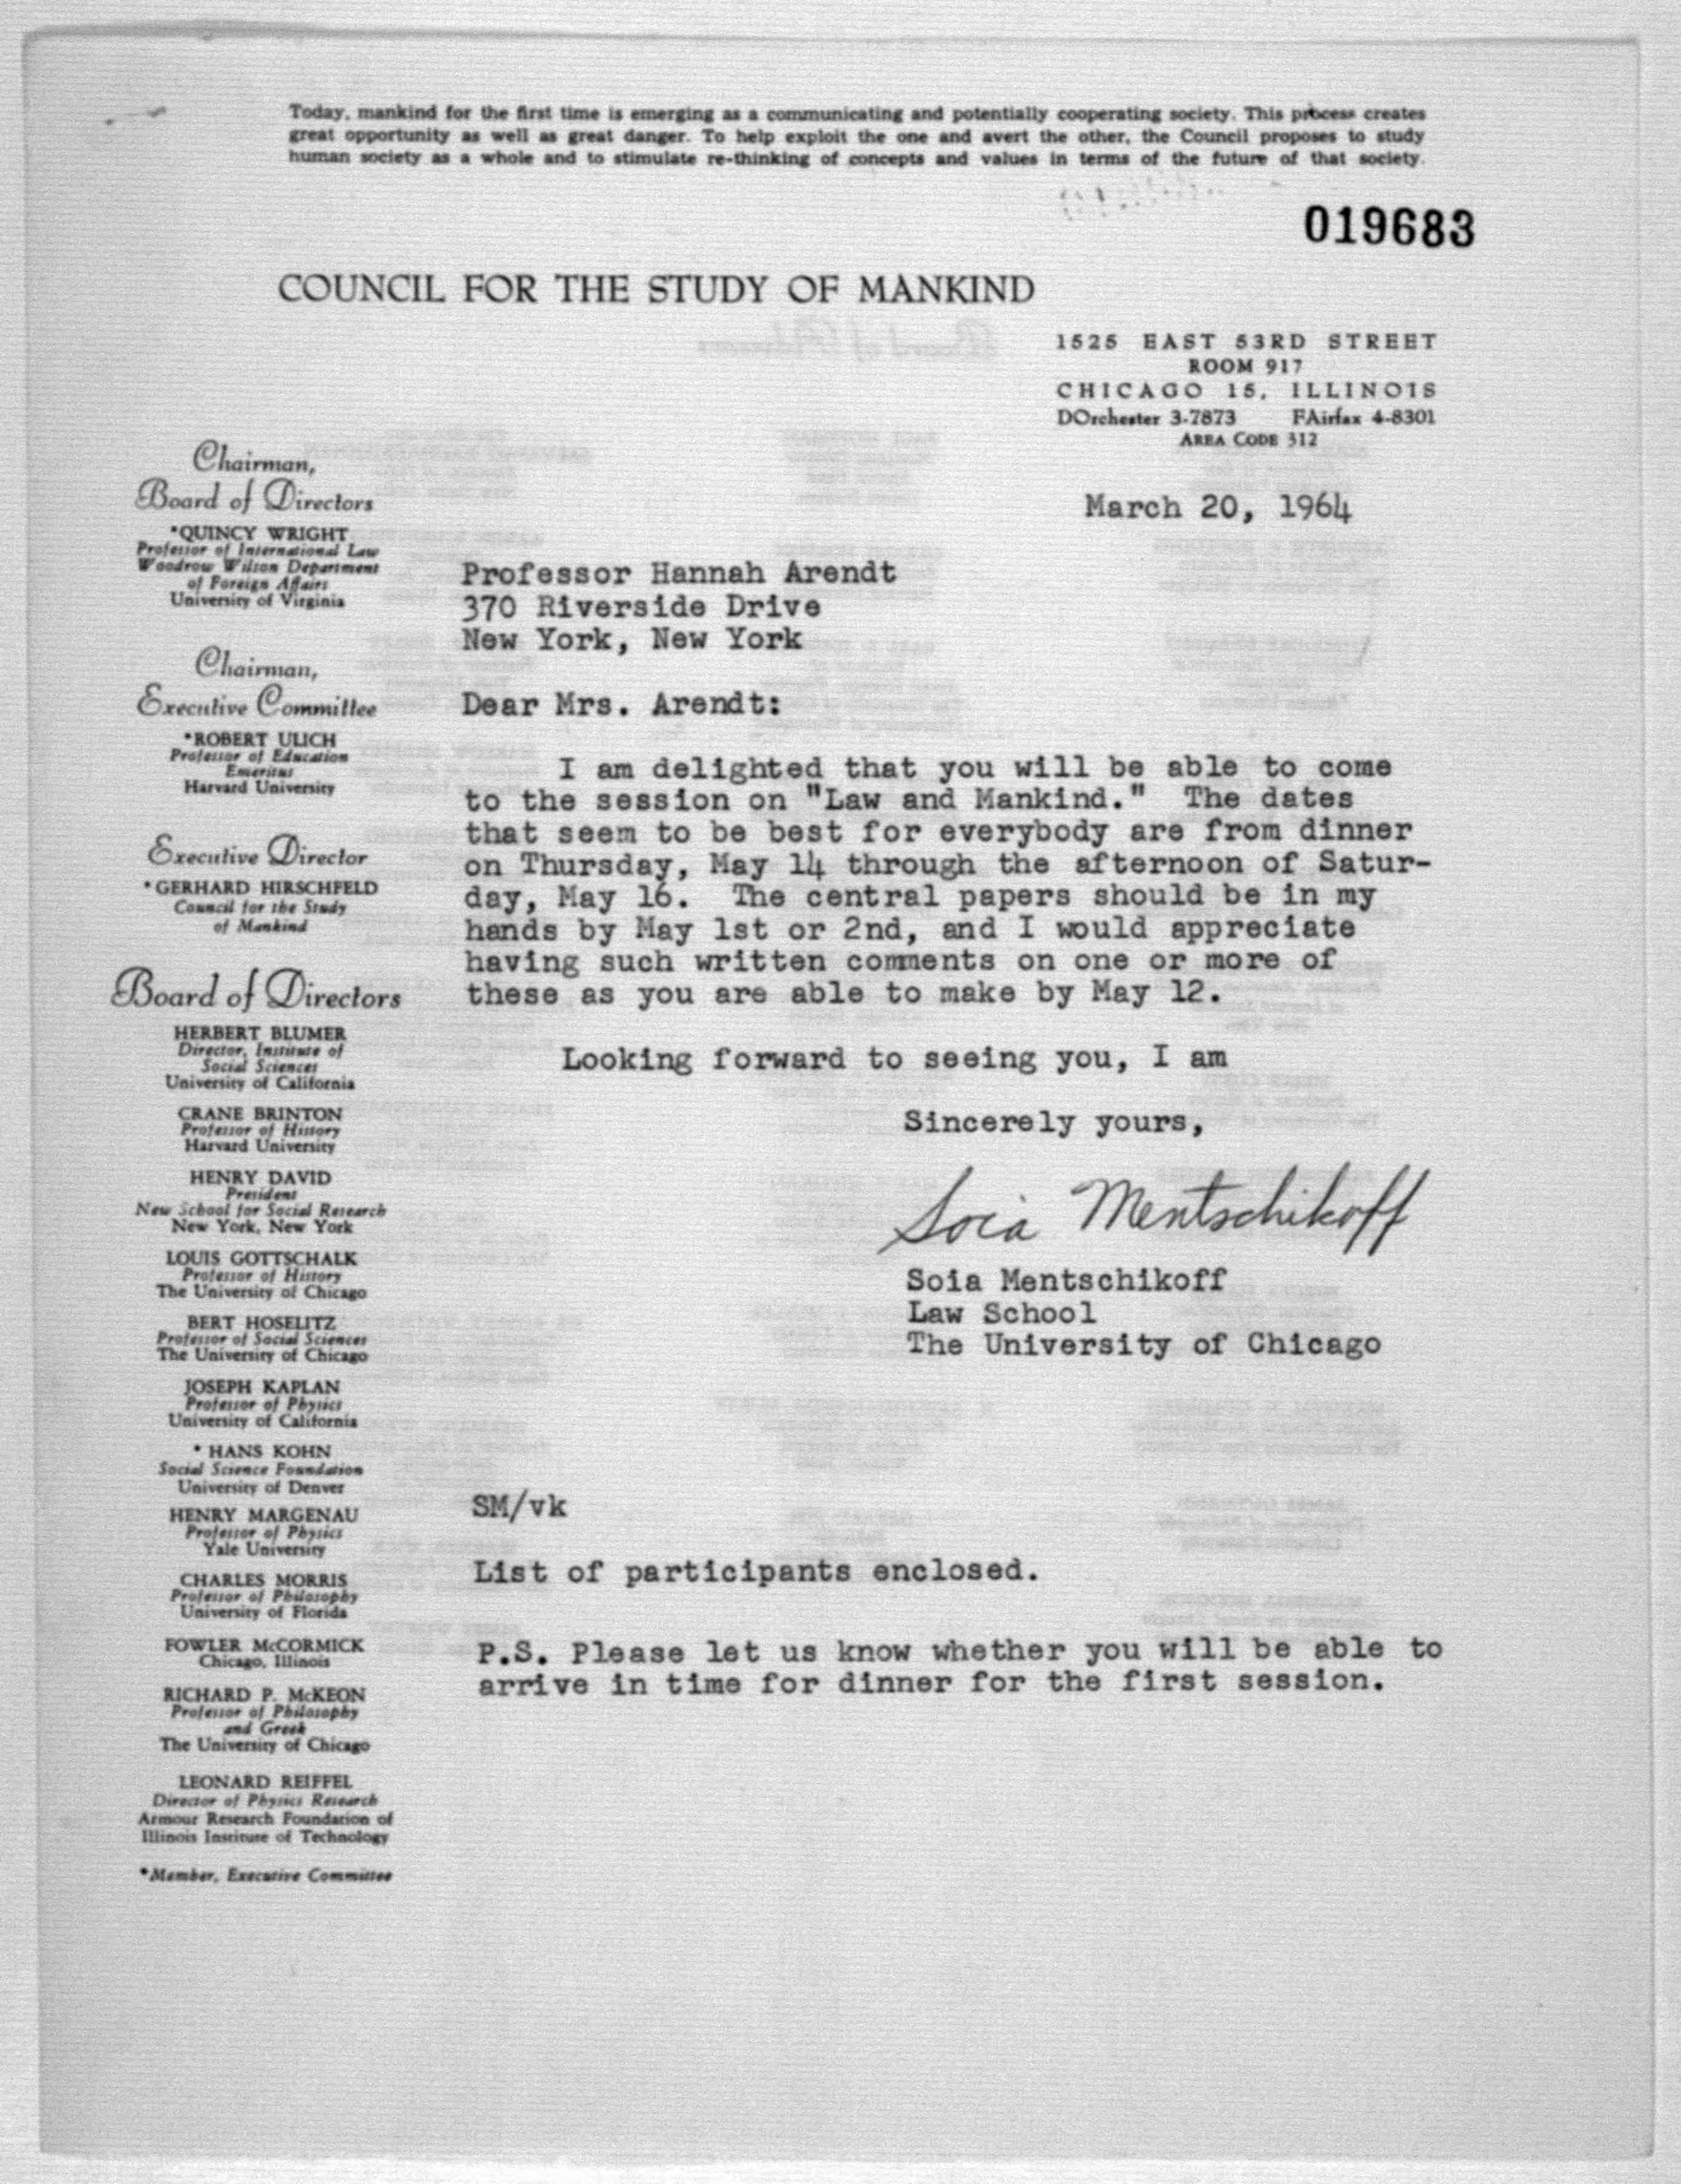 Today, mankind for the first time is emerging as a communicating and potentially cooperating society. This process creates
great opportunity as well as great danger. To help exploit the one and avert the other, the Council proposes to study
human society as a whole and to stimulate re-thinking of concepts and values in terms of the future of that society.
019683
COUNCIL FOR THE STUDY OF MANKIND
1525 EAST 53RD STREET
ROOM 917
CHICAGO 15, ILLINOIS
DOrchester 3-7873 FAirfax 4-8301
AREA CODE 312
Chairman,
Board of Directors
*QUINCY WRIGHT
Professor of International Law
Woodrow Wilson Department
of Foreign Affairs
University of Virginia
Chairman,
Executive Committee
*ROBERT ULICH
Professor of Education
Emeritus
Harvard University
Executive Director
*GERHARD HIRSCHFELD
Council for the Study
of Mankind
Board of Directors
HERBERT BLUMER
Director, Institute of
Social Sciences
University of California
CRANE BRINTON
Professor of History
Harvard University
HENRY DAVID
President
New School for Social Research
New York, New York
LOUIS GOTTSCHALK
Professor of History
The University of Chicago
BERT HOSELITZ
Professor of Social Sciences
The University of Chicago
JOSEPH KAPLAN
Professor of Physics
University of California
* HANS KOHN
Social Science Foundation
University of Denver
HENRY MARGENAU
Professor of Physics
Yale University
CHARLES MORRIS
Professor of Philosophy
University of Florida
FOWLER McCORMICK
Chicago, Illinois
RICHARD P. McKEON
Professor of Philosophy
and Greek
The University of Chicago
LEONARD REIFFEL
Director of Physics Research
Armour Research Foundation of
Illinois Institute of Technology
*Member, Executive Committee
March 20, 1964
Professor Hannah Arendt
370 Riverside Drive
New York, New York
Dear Mrs. Arendt:
I am delighted that you will be able to come
to the session on "Law and Mankind." The dates
that seem to be best for everybody are from dinner
on Thursday, May 14 through the afternoon of Satur-
day, May 16. The central papers should be in my
hands by May 1st or 2nd, and I would appreciate
having such written comments on one or more of
these as you are able to make by May 12.
Looking forward to seeing you, I am
Sincerely yours,
Soia Mentschikoff
Soia Mentschikoff
Law School
The University of Chicago
SM/vk
List of participants enclosed.
P.S. Please let us know whether you will be able to
arrive in time for dinner for the first session.